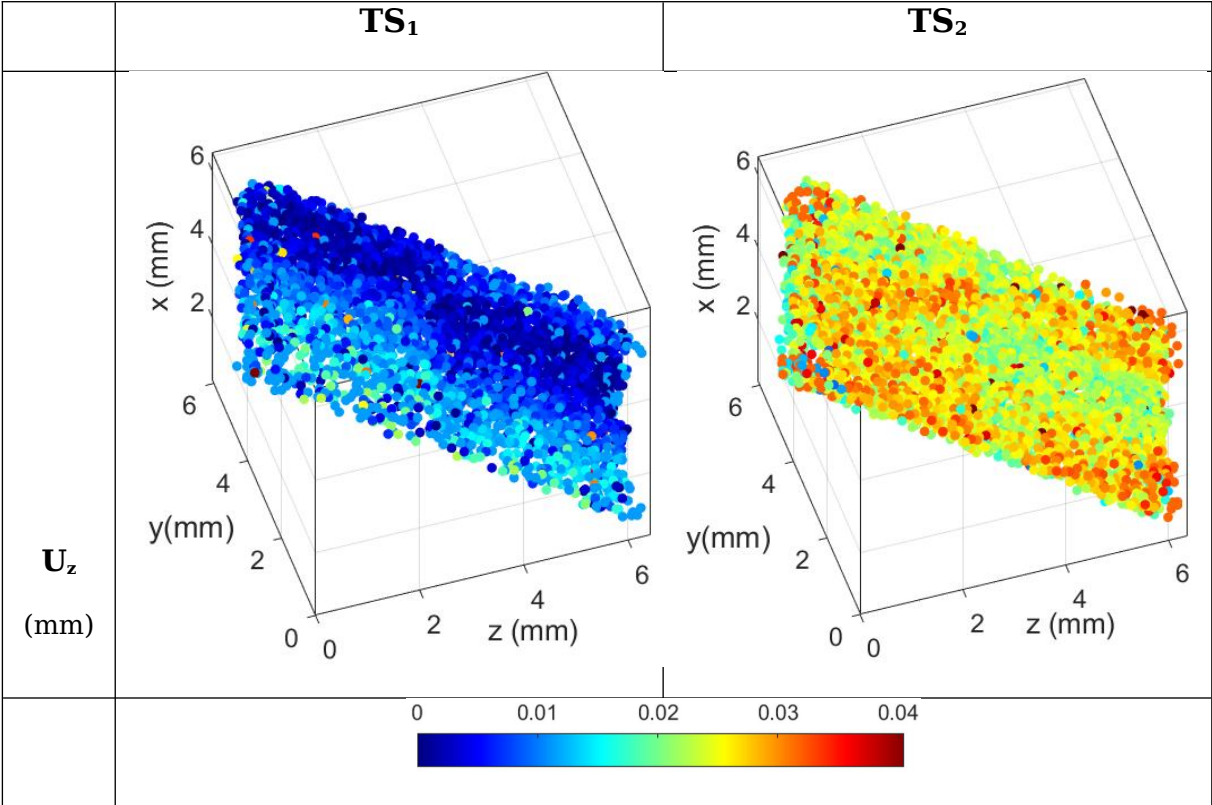 TS₁ TS₂
6 6
4 4
x (mm) x (mm)
2 2
6 6
4 4
y(mm) y(mm)
2 2
0 0
0 2 4 6 0 2 4 6
z (mm) z (mm)
U_z
(mm)
0 0.01 0.02 0.03 0.04